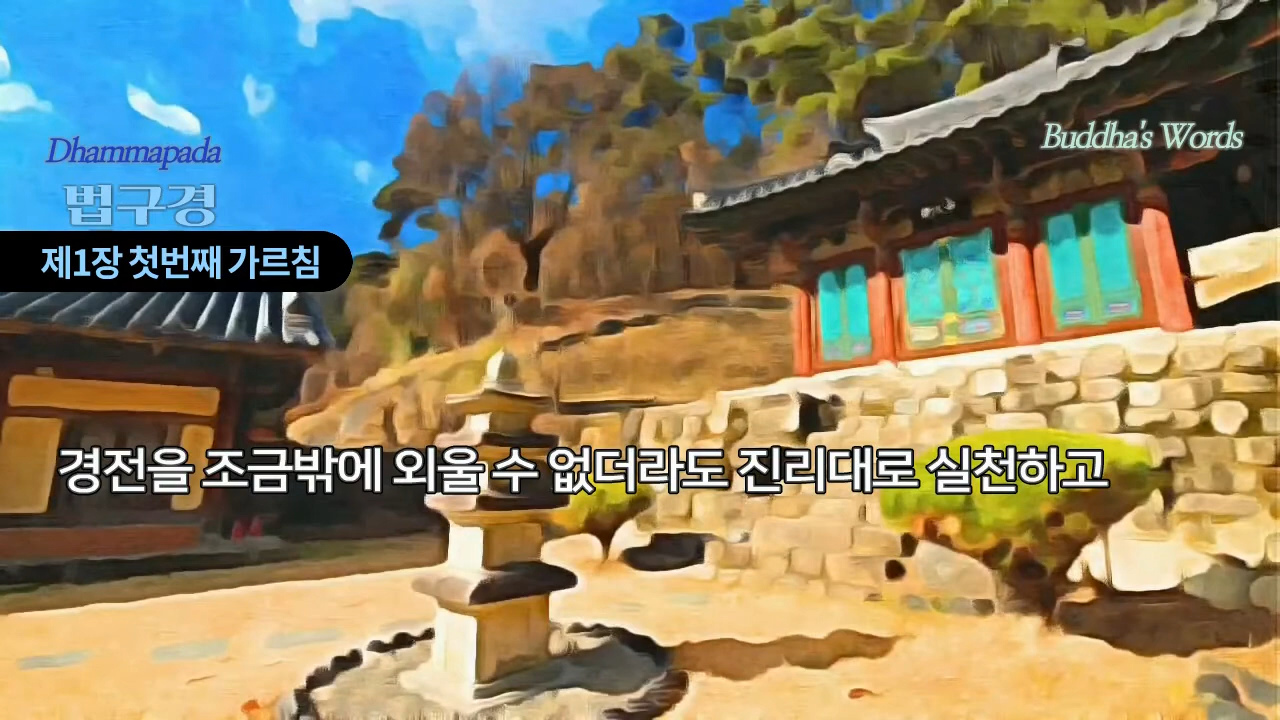 Dhammapada
Buddha's Words
법구경
제1장 첫번째 가르침
경전을 조금밖에 외울 수 없더라도 진리대로 실천하고